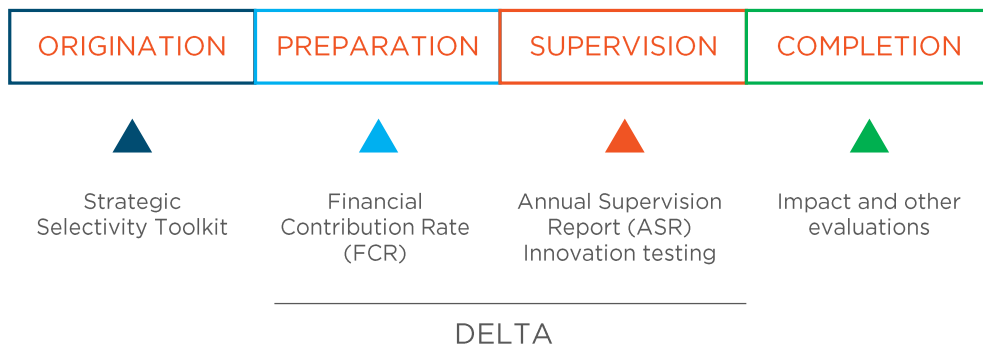 ORIGINATION
PREPARATION
SUPERVISION
COMPLETION
Strategic
Selectivity Toolkit
Financial
Contribution Rate
(FCR)
Annual Supervision
Report (ASR)
Innovation testing
Impact and other
evaluations
DELTA